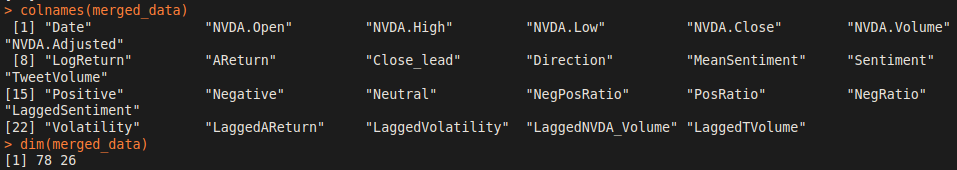 > colnames(merged_data)
 [1] "Date"              "NVDA.Open"         "NVDA.High"         "NVDA.Low"          "NVDA.Close"        "NVDA.Volume"
"NVDA.Adjusted"
 [8] "LogReturn"         "AReturn"           "Close_lead"        "Direction"         "MeanSentiment"     "Sentiment"
"TweetVolume"
[15] "Positive"          "Negative"          "Neutral"           "NegPosRatio"       "PosRatio"          "NegRatio"
"LaggedSentiment"
[22] "Volatility"        "LaggedAReturn"     "LaggedVolatility"  "LaggedNVDA_Volume" "LaggedTVolume"
> dim(merged_data)
[1] 78 26